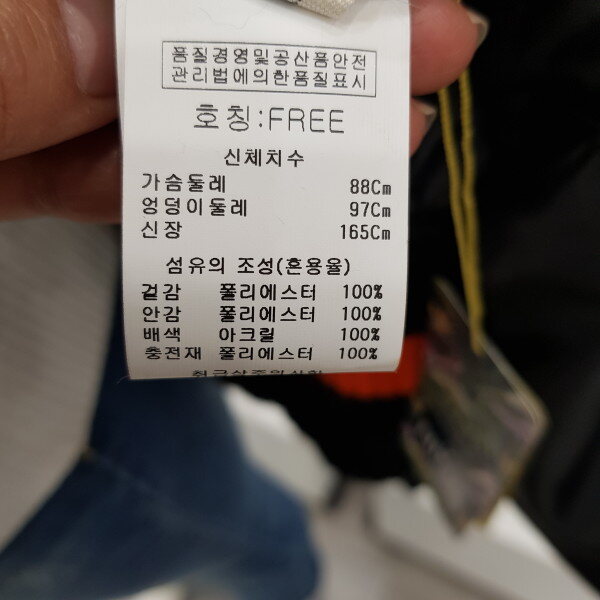 품질경영및공산품안전
관리법에의한품질표시
호칭:FREE
신체치수
가슴둘레 88Cm
엉덩이둘레 97Cm
신장 165Cm
섬유의 조성(혼용율)
겉감 폴리에스터 100%
안감 폴리에스터 100%
배색 아크릴 100%
충전재 폴리에스터 100%